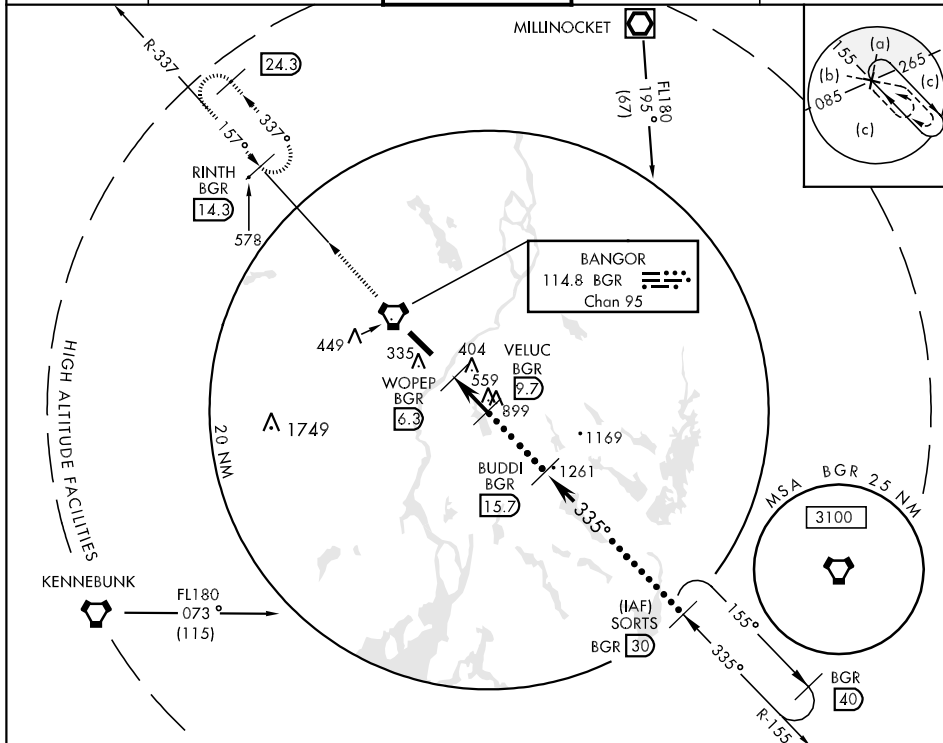 MILLINOCKET
R-337
24.3
157°
337°
FL180
195°
(67)
155
(a)
265
(b)
(c)
085
(c)
RINTH
BGR
14.3
578
BANGOR
114.8 BGR
Chan 95
449
335
404
VELUC
BGR
9.7
559
899
WOPEP
BGR
6.3
1749
1169
20 NM
HIGH ALTITUDE FACILITIES
BUDDI
BGR
15.7
1261
335°
MSA BGR 25 NM
3100
KENNEBUNK
FL180
073°
(115)
(IAF)
SORTS
BGR 30
155°
335°
BGR
40
R-155